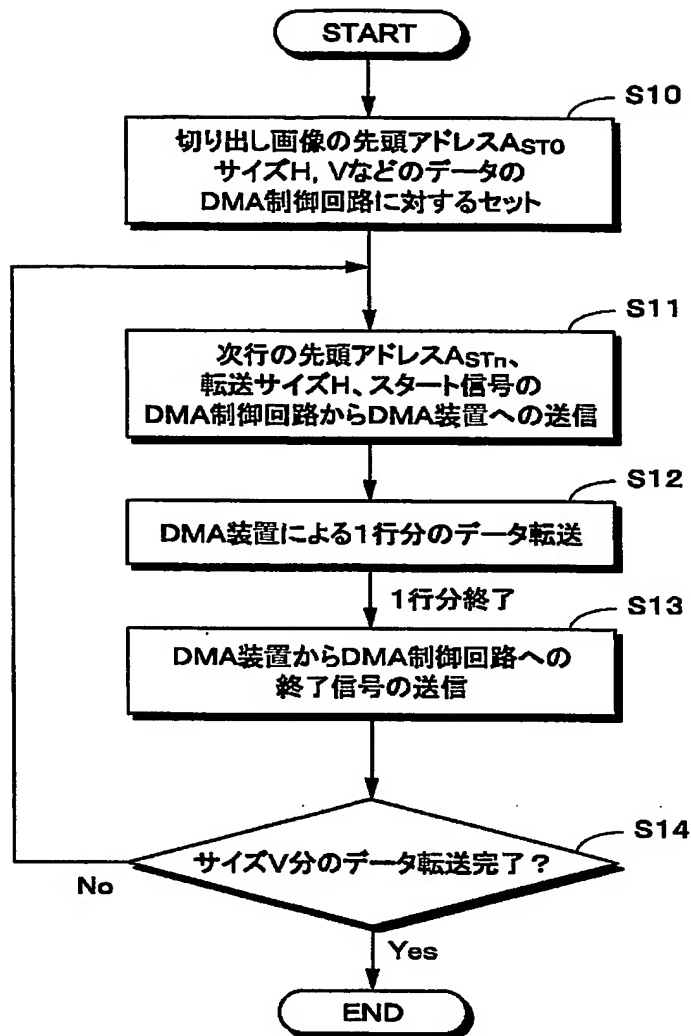 START
S10
切り出し画像の先頭アドレスAST0
サイズH, Vなどのデータの
DMA制御回路に対するセット
S11
次行の先頭アドレスASTn、
転送サイズH、スタート信号の
DMA制御回路からDMA装置への送信
S12
DMA装置による1行分のデータ転送
1行分終了
S13
DMA装置からDMA制御回路への
終了信号の送信
S14
サイズV分のデータ転送完了？
No
Yes
END